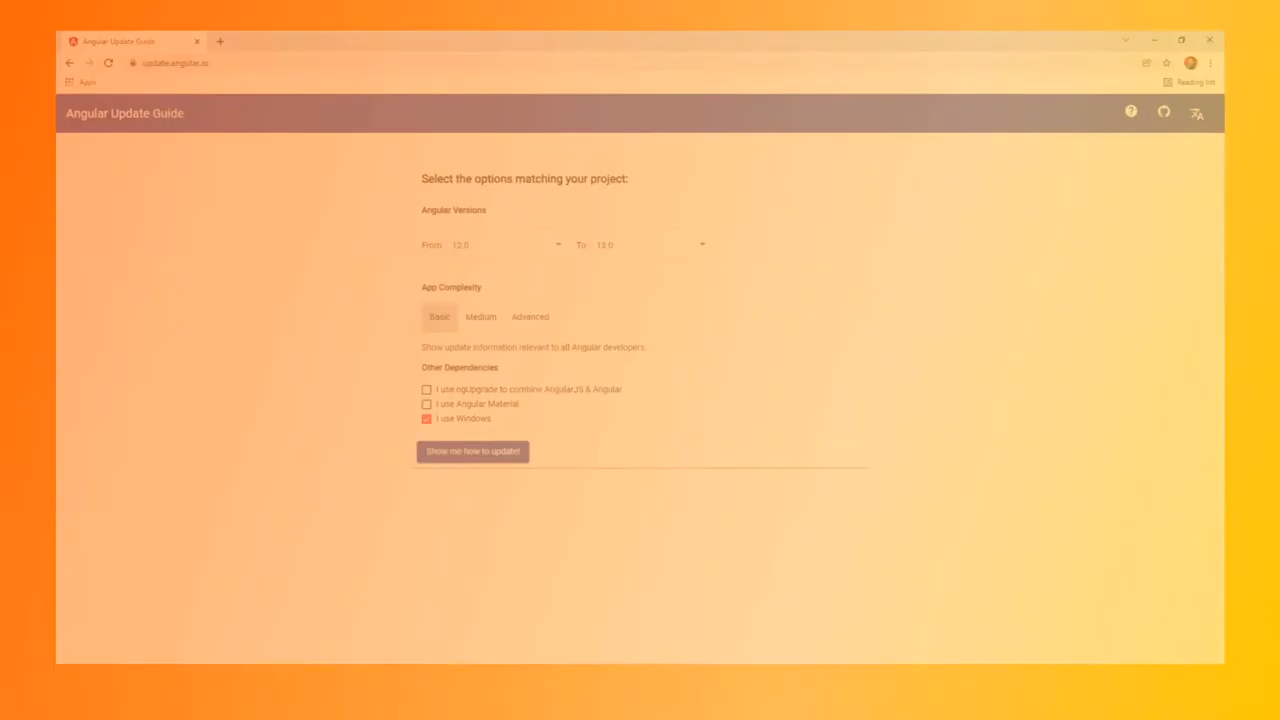 Angular Update Guide
update.angular.io
Apps
Reading list
Angular Update Guide
Select the options matching your project:
Angular Versions
From 12.0 To 13.0
App Complexity
Basic Medium Advanced
Show update information relevant to all Angular developers.
Other Dependencies
I use ngUpgrade to combine AngularJS & Angular
I use Angular Material
I use Windows
Show me how to update!